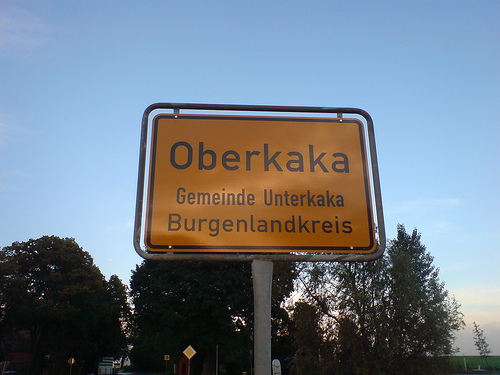 Oberkaka
Gemeinde Unterkaka
Burgenlandkreis